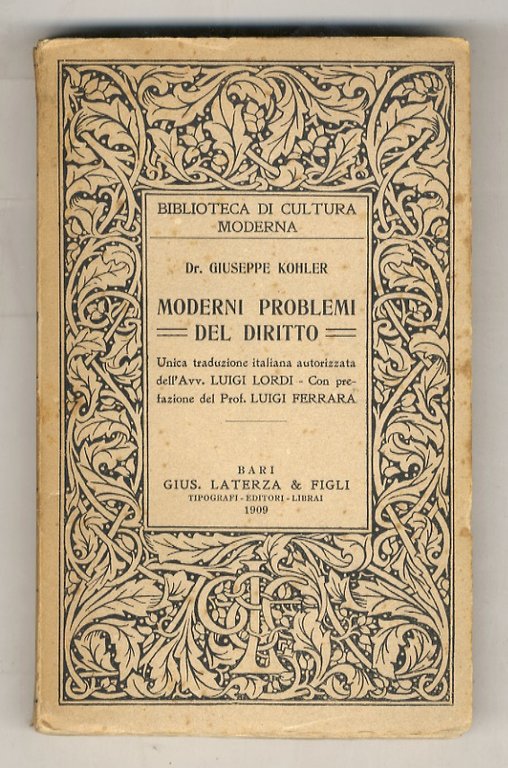 BIBLIOTECA DI CULTURA
MODERNA
Dr. GIUSEPPE KOHLER
MODERNI PROBLEMI
DEL DIRITTO
Unica traduzione italiana autorizzata
dell'Avv. LUIGI LORDI - Con pre-
fazione del Prof. LUIGI FERRARA
BARI
GIUS. LATERZA & FIGLI
TIPOGRAFI - EDITORI - LIBRAI
1909